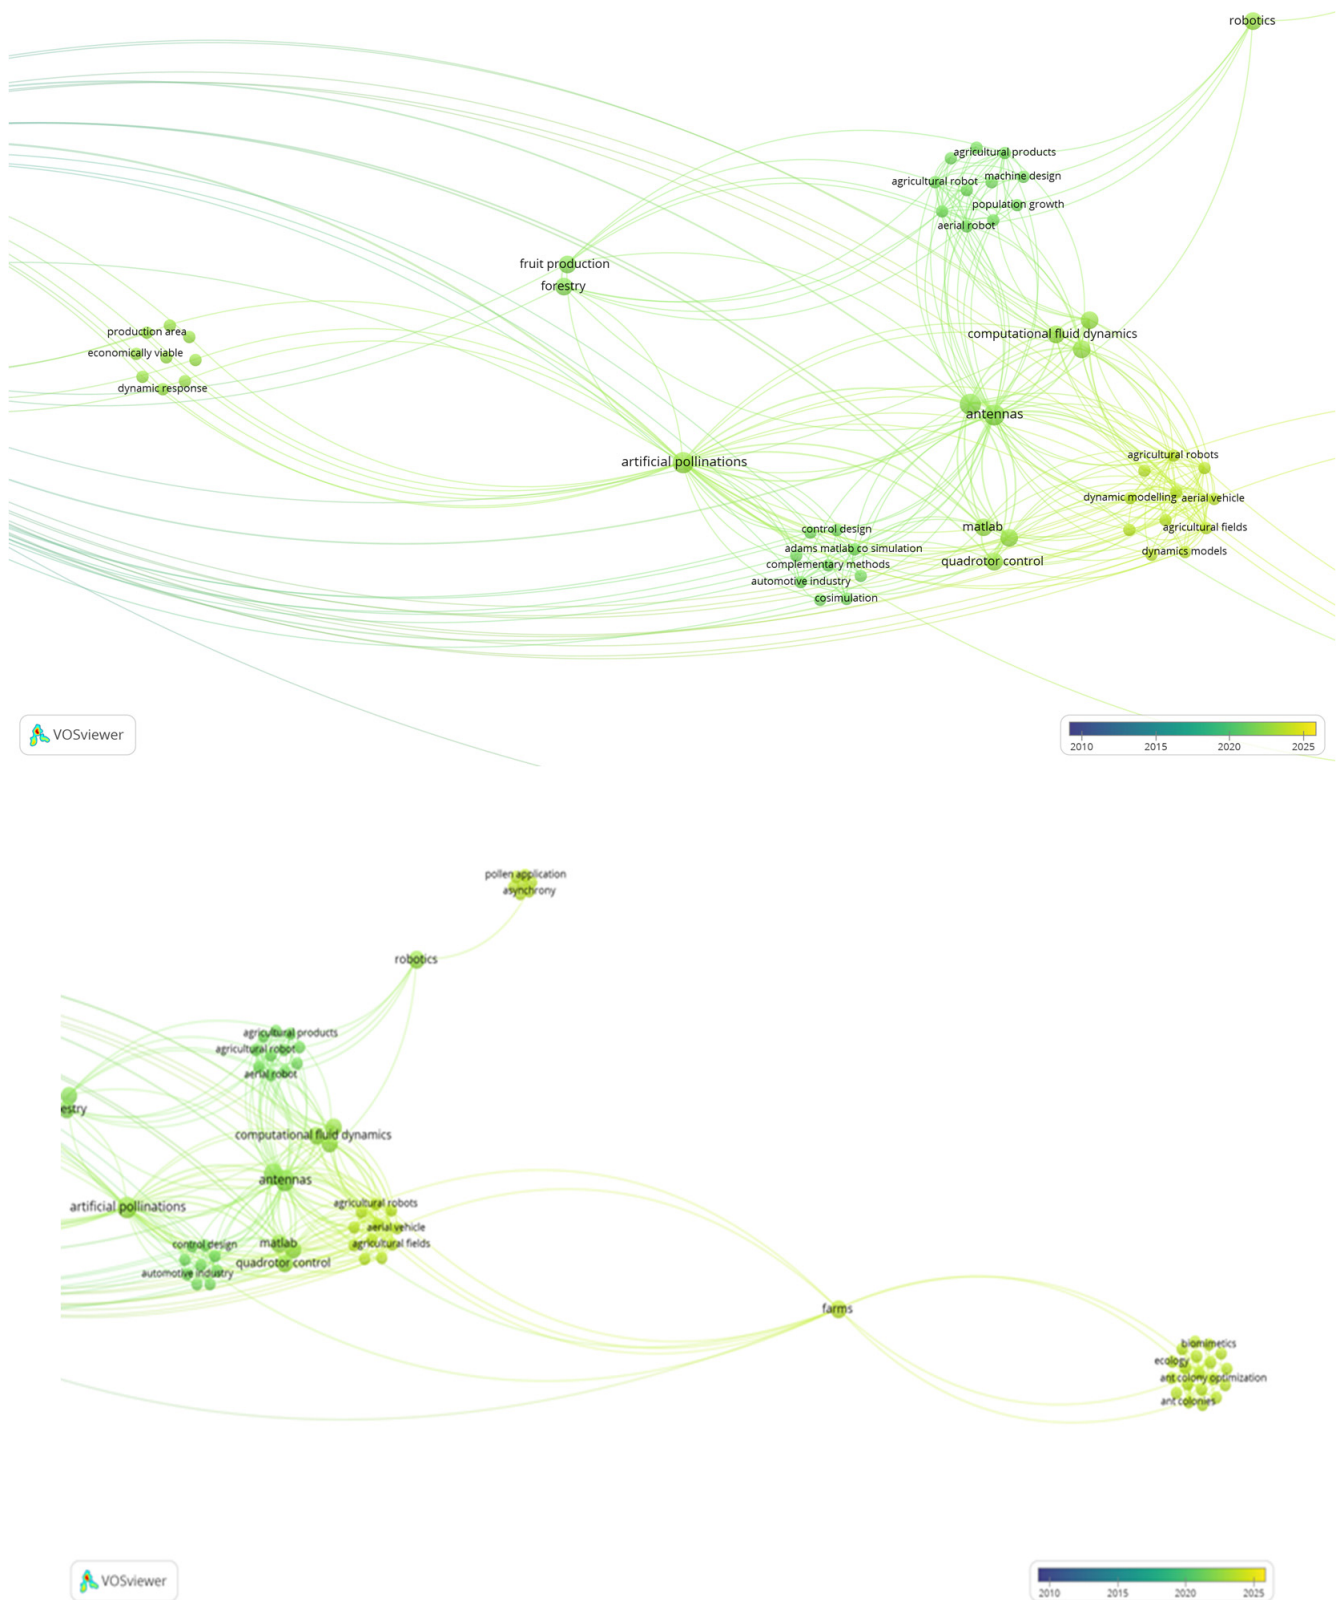 robotics
agricultural products
machine design
agricultural robot
population growth
aerial robot
fruit production
forestry
production area
economically viable
dynamic response
computational fluid dynamics
antennas
artificial pollinations
agricultural robots
dynamic modelling
aerial vehicle
agricultural fields
dynamics models
matlab
quadrotor control
control design
adams matlab co simulation
complementary methods
automotive industry
cosimulation
VOSviewer
2010 2015 2020 2025
pollen application
asynchrony
robotics
agricultural products
agricultural robot
aerial robot
estry
computational fluid dynamics
antennas
artificial pollinations
agricultural robots
aerial vehicle
agricultural fields
control design
matlab
quadrotor control
automotive industry
farms
biomimetics
ecology
ant colony optimization
ant colonies
VOSviewer
2010 2015 2020 2025